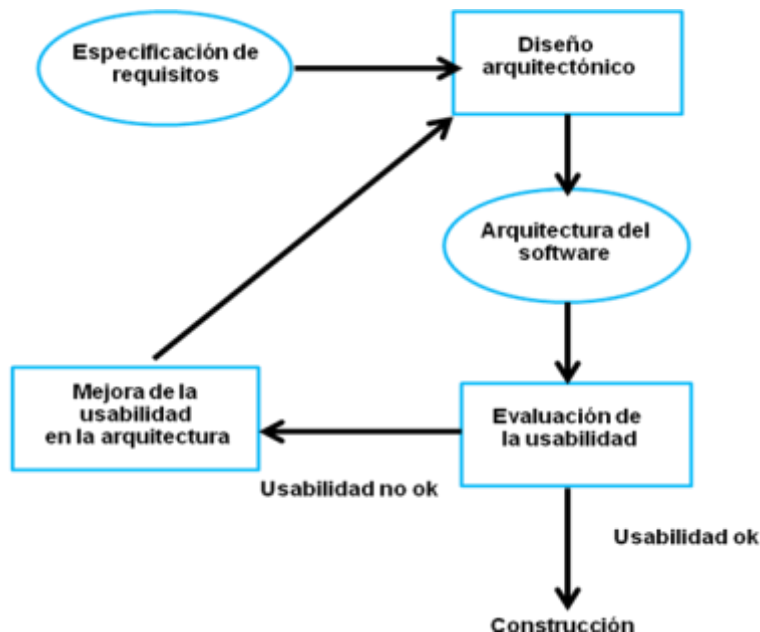 Especificación de
requisitos
Diseño
arquitectónico
Arquitectura del
software
Mejora de la
usabilidad
en la arquitectura
Evaluación de
la usabilidad
Usabilidad no ok
Usabilidad ok
Construcción